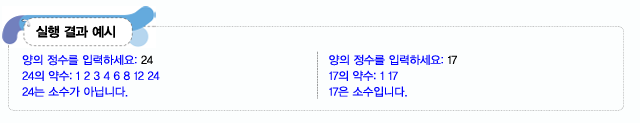 실행 결과 예시
양의 정수를 입력하세요: 24
24의 약수: 1 2 3 4 6 8 12 24
24는 소수가 아닙니다.
양의 정수를 입력하세요: 17
17의 약수: 1 17
17은 소수입니다.